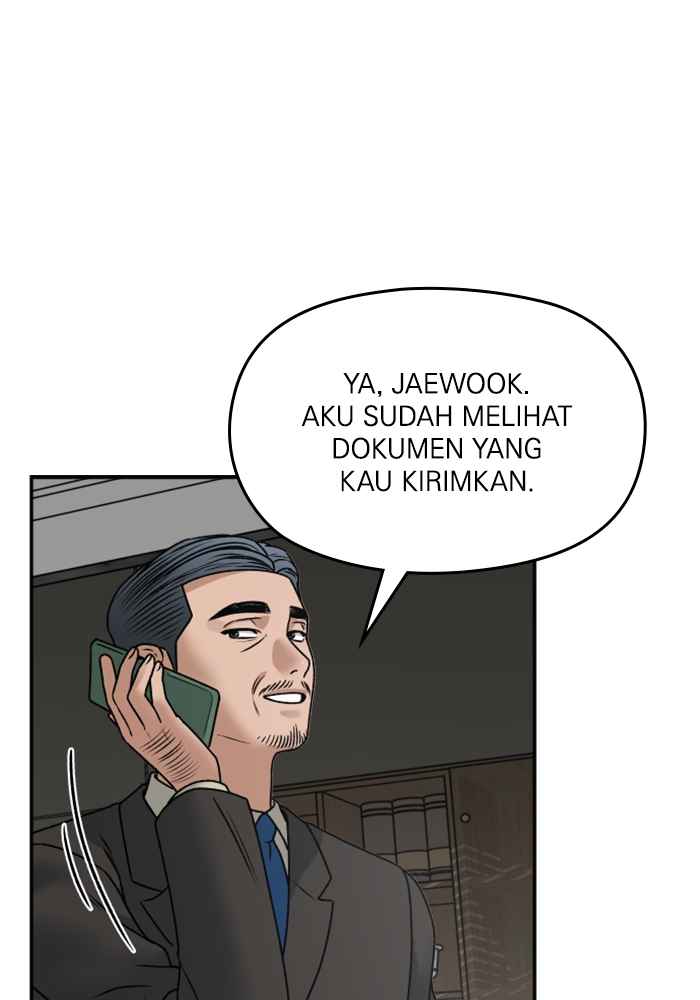 YA, JAEWOOK.
AKU SUDAH MELIHAT
DOKUMEN YANG
KAU KIRIMKAN.